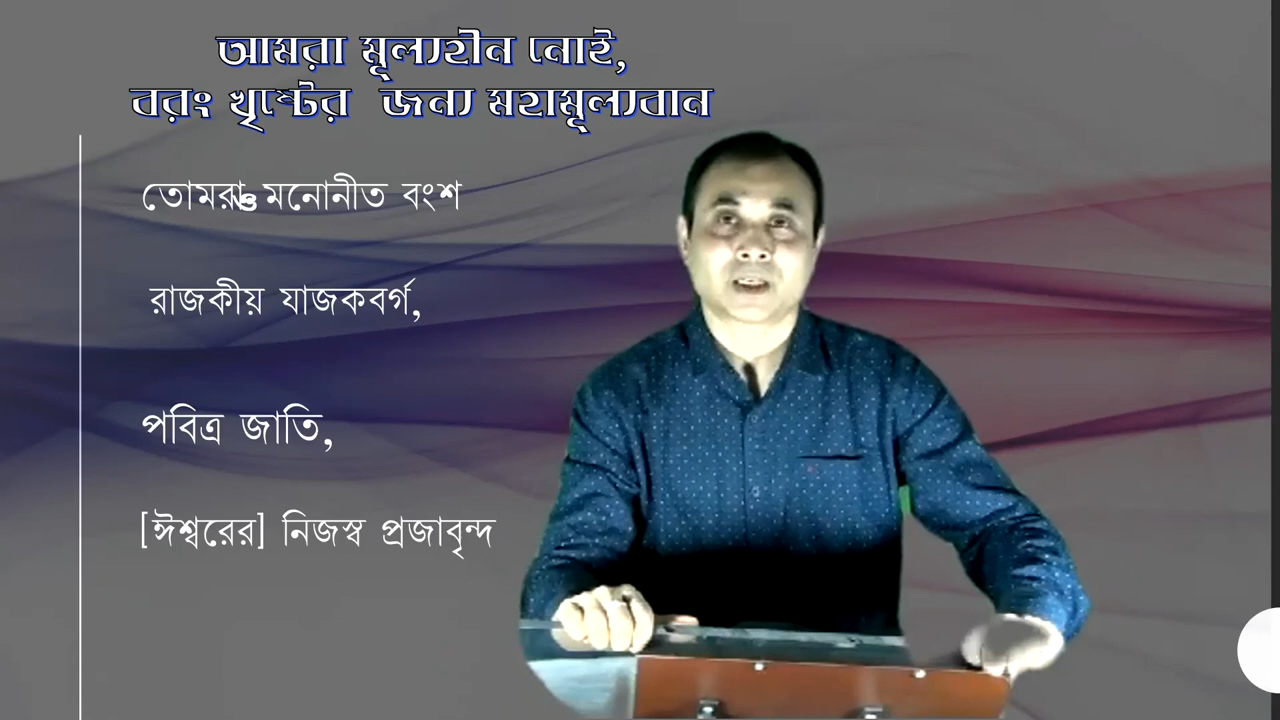 আমরা মূল্যহীন নোই,
বরং খৃষ্টের জন্য মহামূল্যবান
তোমরাও মনোনীত বংশ
রাজকীয় যাজকবর্গ,
পবিত্র জাতি,
[ঈশ্বরের] নিজস্ব প্রজাবৃন্দ